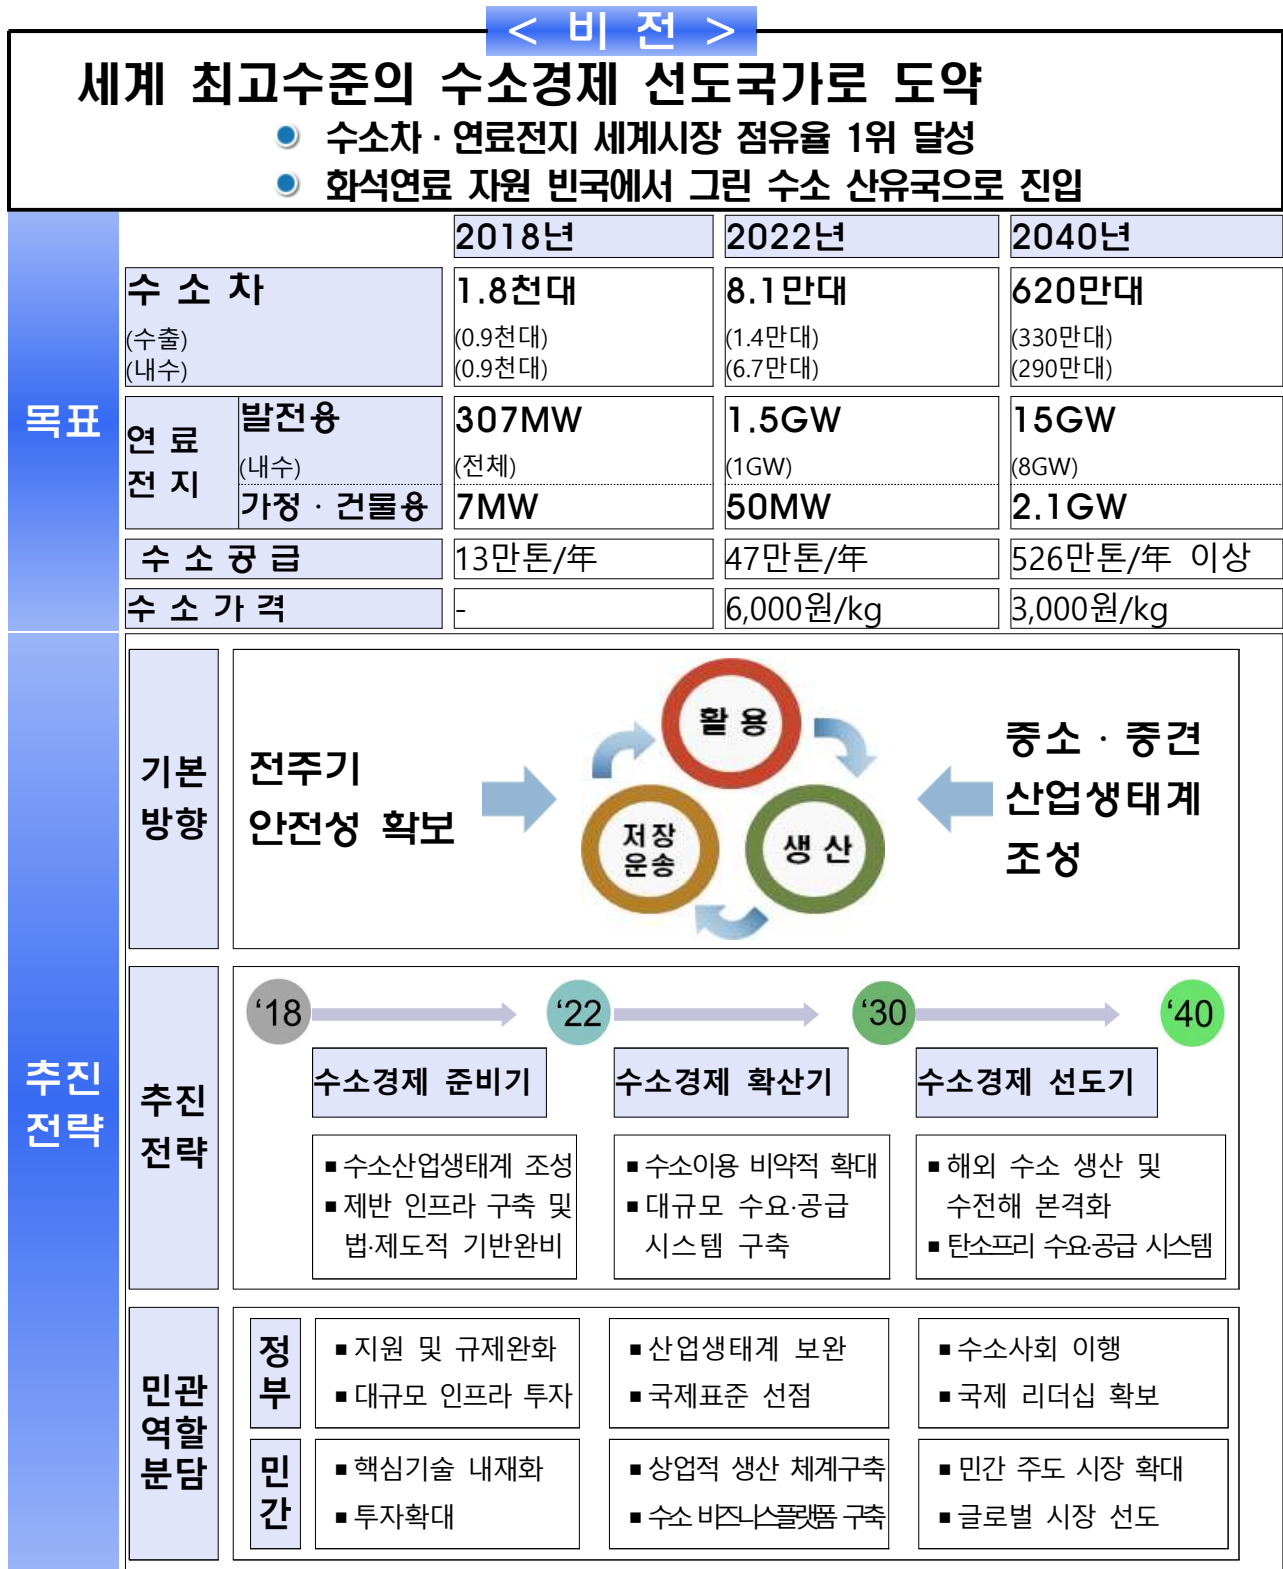 < 비 전 >
세계 최고수준의 수소경제 선도국가로 도약
수소차 · 연료전지 세계시장 점유율 1위 달성
화석연료 자원 빈국에서 그린 수소 산유국으로 진입
목표
2018년 2022년 2040년
수 소 차 1.8천대 8.1만대 620만대
(수출) (0.9천대) (1.4만대) (330만대)
(내수) (0.9천대) (6.7만대) (290만대)
연 료
전 지
발전용 307MW 1.5GW 15GW
(내수) (전체) (1GW) (8GW)
가정 · 건물용 7MW 50MW 2.1GW
수 소 공 급 13만톤/年 47만톤/年 526만톤/年 이상
수 소 가 격 - 6,000원/kg 3,000원/kg
추진
전략
기본
방향
전주기
안전성 확보
활 용
저장
운송
생 산
중소 · 중견
산업생태계
조성
추진
전략
‘18 ‘22 ‘30 ‘40
수소경제 준비기 수소경제 확산기 수소경제 선도기
▪ 수소산업생태계 조성
▪ 제반 인프라 구축 및
법·제도적 기반완비
▪ 수소이용 비약적 확대
▪ 대규모 수요·공급
시스템 구축
▪ 해외 수소 생산 및
수전해 본격화
▪ 탄소프리 수요·공급 시스템
민관
역할
분담
정
부
▪ 지원 및 규제완화
▪ 대규모 인프라 투자
▪ 산업생태계 보완
▪ 국제표준 선점
▪ 수소사회 이행
▪ 국제 리더십 확보
민
간
▪ 핵심기술 내재화
▪ 투자확대
▪ 상업적 생산 체계구축
▪ 수소 비즈니스플랫폼 구축
▪ 민간 주도 시장 확대
▪ 글로벌 시장 선도